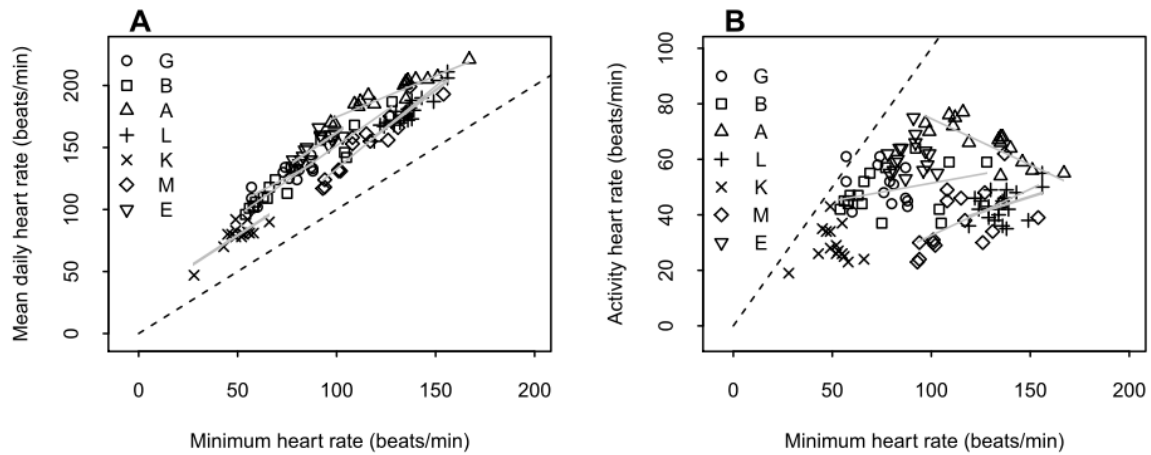 A
Mean daily heart rate (beats/min)
0 50 100 150 200
G
B
A
L
K
M
E
0 50 100 150 200
Minimum heart rate (beats/min)
B
Activity heart rate (beats/min)
0 20 40 60 80 100
G
B
A
L
K
M
E
0 50 100 150 200
Minimum heart rate (beats/min)